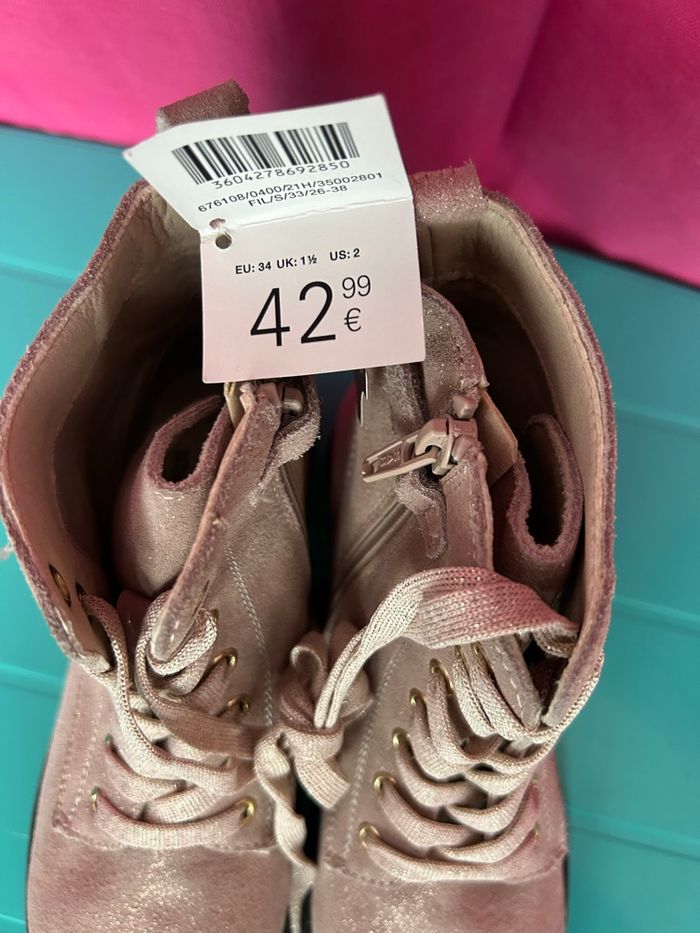 3604278692850
676108/0400/21H/35002801
FIL/S/33/26-38
EU: 34 UK: 1½ US: 2
42 99 €